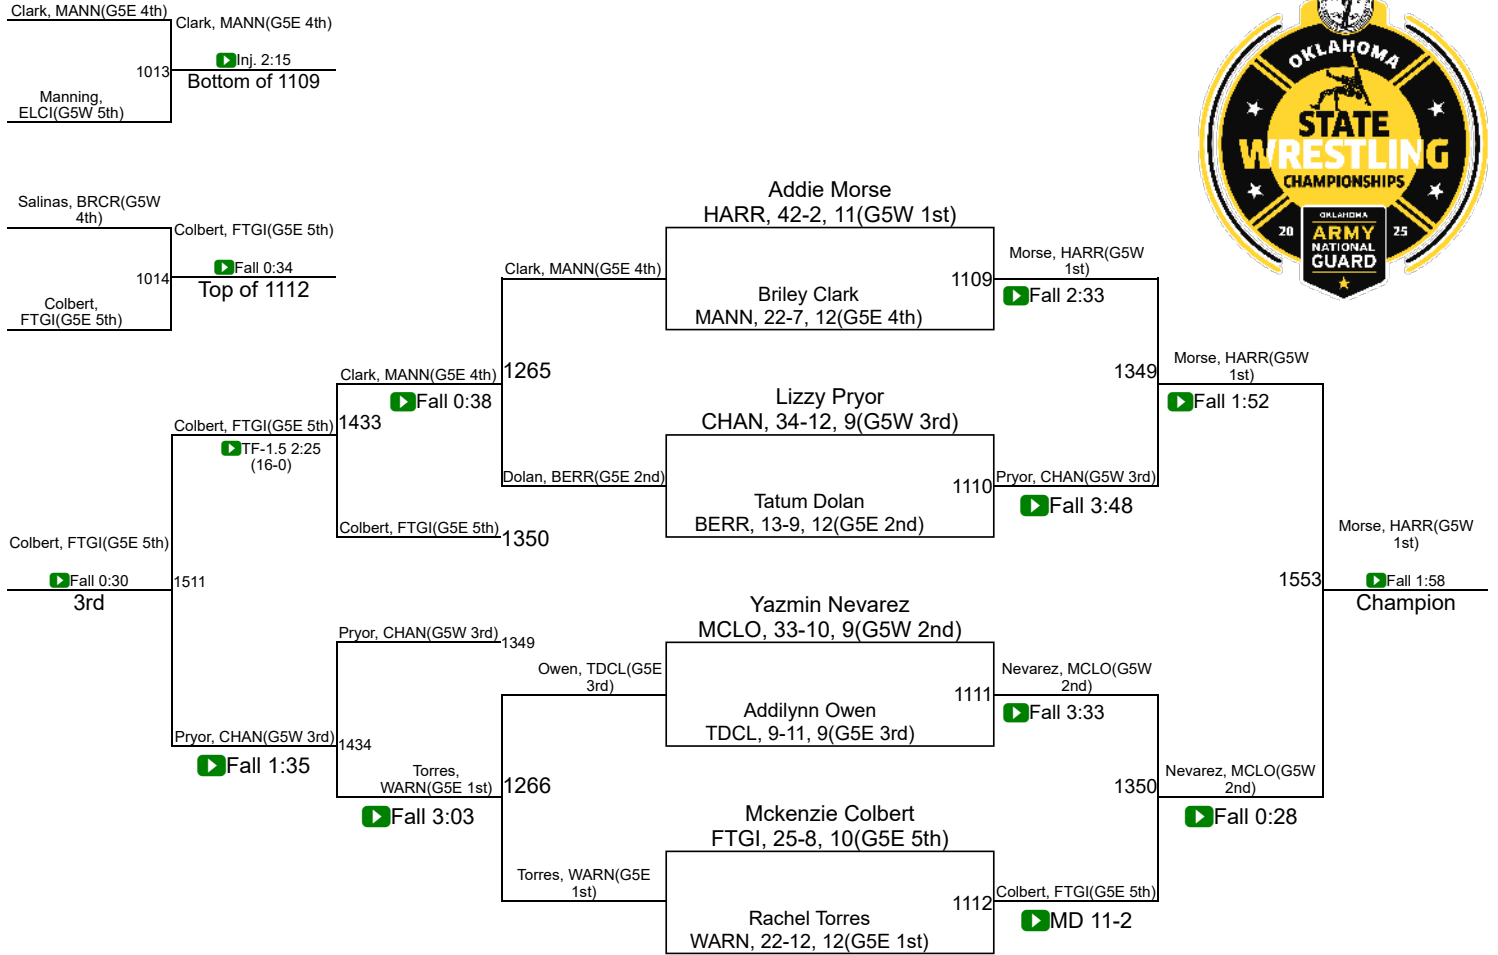 Clark, MANN(G5E 4th)
Clark, MANN(G5E 4th)
Inj. 2:15
1013
Bottom of 1109
Manning,
ELCI(G5W 5th)
OKLAHOMA
STATE
WRESTLING
CHAMPIONSHIPS
OKLAHOMA
20 ARMY 25
NATIONAL
GUARD
Salinas, BRCR(G5W
4th)
Colbert, FTGI(G5E 5th)
Fall 0:34
1014
Top of 1112
Colbert,
FTGI(G5E 5th)
Addie Morse
HARR, 42-2, 11(G5W 1st)
Clark, MANN(G5E 4th)
1109
Briley Clark
MANN, 22-7, 12(G5E 4th)
Morse, HARR(G5W
1st)
Fall 2:33
Clark, MANN(G5E 4th)
1265
Fall 0:38
Lizzy Pryor
CHAN, 34-12, 9(G5W 3rd)
1349
Morse, HARR(G5W
1st)
Fall 1:52
Colbert, FTGI(G5E 5th)
1433
TF-1.5 2:25
(16-0)
Dolan, BERR(G5E 2nd)
1110
Pryor, CHAN(G5W 3rd)
Fall 3:48
Tatum Dolan
BERR, 13-9, 12(G5E 2nd)
Colbert, FTGI(G5E 5th)
1350
Colbert, FTGI(G5E 5th)
Fall 0:30
3rd
1511
Morse, HARR(G5W
1st)
1553
Fall 1:58
Champion
Yazmin Nevarez
MCLO, 33-10, 9(G5W 2nd)
Pryor, CHAN(G5W 3rd)
1349
Owen, TDCL(G5E
3rd)
1111
Nevarez, MCLO(G5W
2nd)
Fall 3:33
Addilynn Owen
TDCL, 9-11, 9(G5E 3rd)
Pryor, CHAN(G5W 3rd)
1434
Fall 1:35
Torres,
WARN(G5E 1st)
1266
Fall 3:03
1350
Nevarez, MCLO(G5W
2nd)
Fall 0:28
Mckenzie Colbert
FTGI, 25-8, 10(G5E 5th)
Torres, WARN(G5E
1st)
1112
Colbert, FTGI(G5E 5th)
MD 11-2
Rachel Torres
WARN, 22-12, 12(G5E 1st)